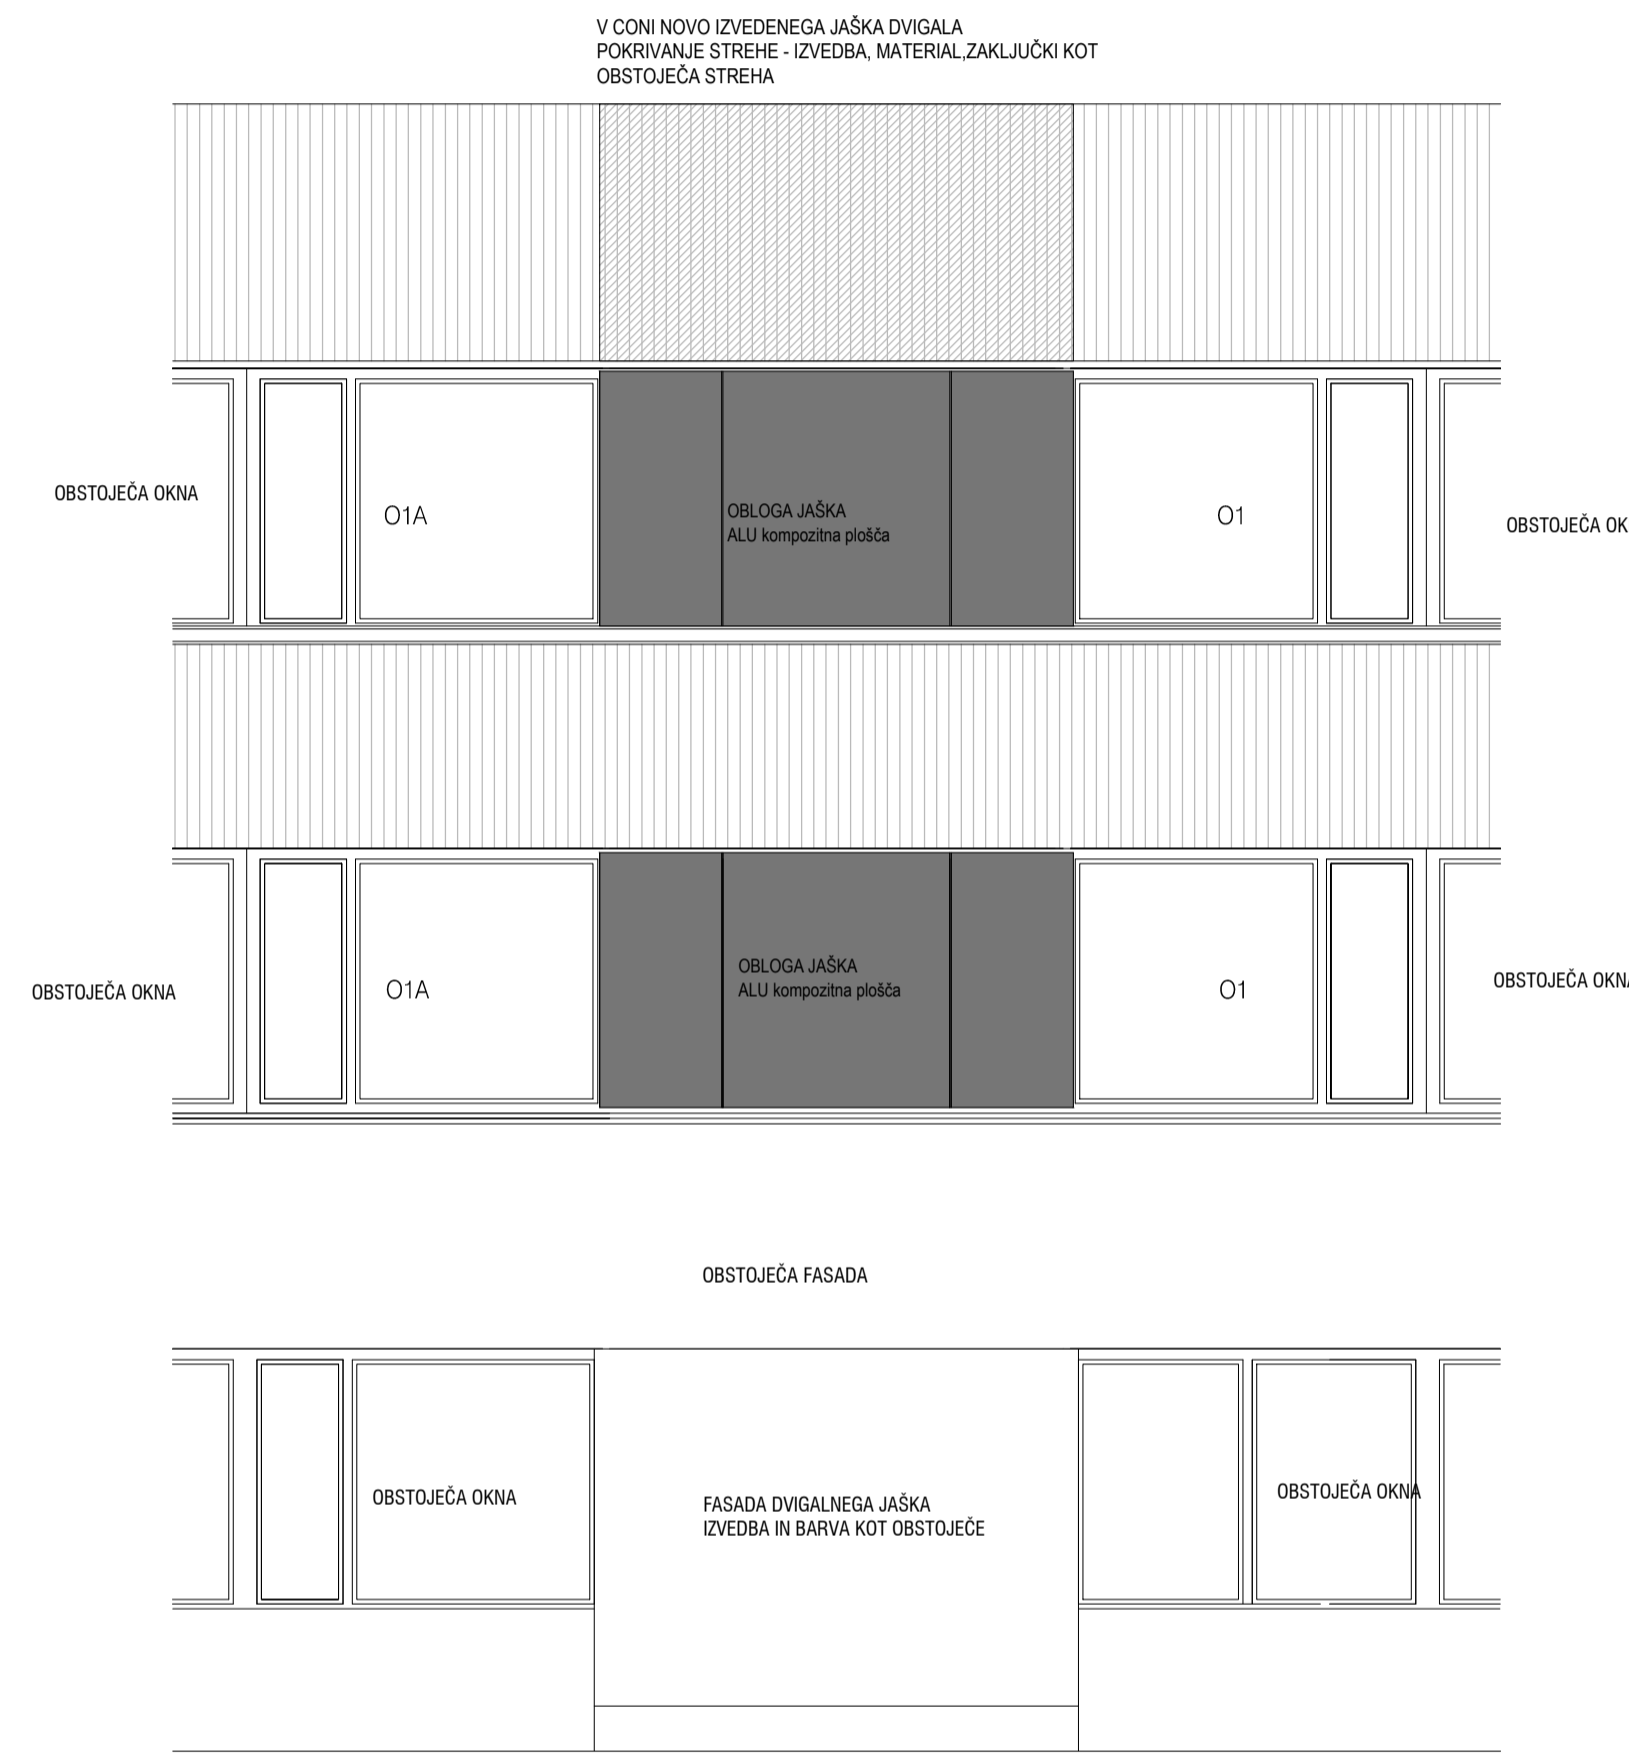 V CONI NOVO IZVEDENEGA JAŠKA DVIGALA
POKRIVANJE STREHE - IZVEDBA, MATERIAL,ZAKLJUČKI KOT
OBSTOJEČA STREHA
OBSTOJEČA OKNA
O1A
OBLOGA JAŠKA
ALU kompozitna plošča
O1
OBSTOJEČA OK
OBSTOJEČA OKNA
O1A
OBLOGA JAŠKA
ALU kompozitna plošča
O1
OBSTOJEČA OKNA
OBSTOJEČA FASADA
OBSTOJEČA OKNA
FASADA DVIGALNEGA JAŠKA
IZVEDBA IN BARVA KOT OBSTOJEČE
OBSTOJEČA OKNA